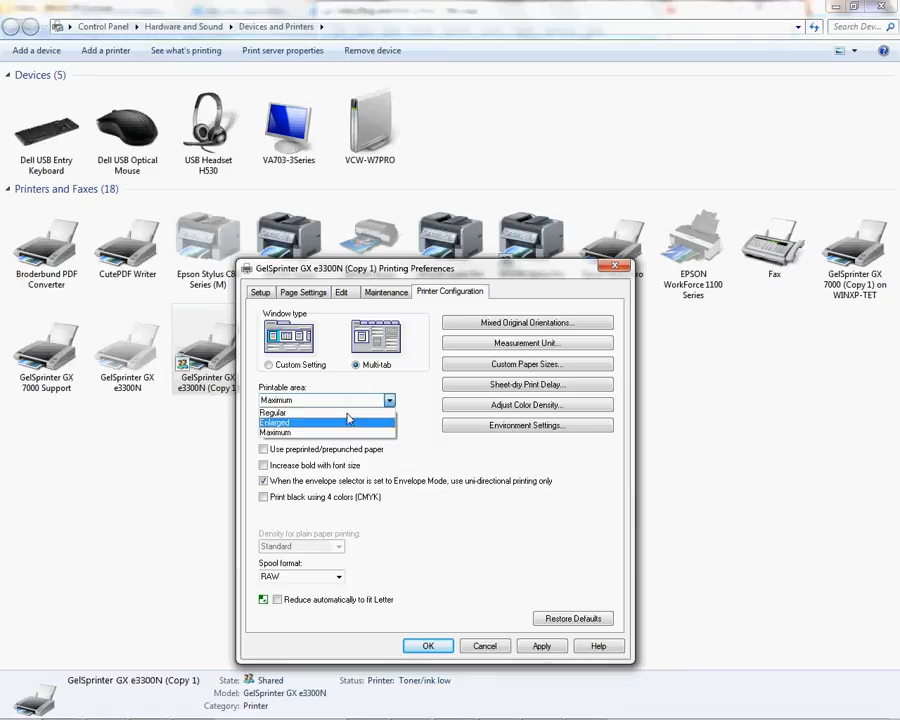 Control Panel ▸ Hardware and Sound ▸ Devices and Printers ▸
Search Dev...
Add a device
Add a printer
See what's printing
Print server properties
Remove device
Devices (5)
Dell USB Entry
Keyboard
Dell USB Optical
Mouse
USB Headset
H530
VA703-3Series
VCW-W7PRO
Printers and Faxes (18)
Broderbund PDF
Converter
CutePDF Writer
Epson Stylus C8
Series (M)
EPSON
WorkForce 1100
Series
Fax
GelSprinter GX
7000 (Copy 1) on
WINXP-TET
GelSprinter GX
7000 Support
GelSprinter GX
e3300N
GelSprinter GX
e3300N (Copy 1
GelSprinter GX e3300N (Copy 1) Printing Preferences
Setup
Page Settings
Edit
Maintenance
Printer Configuration
Window type
Custom Setting
Multi-tab
Printable area:
Maximum
Regular
Enlarged
Maximum
Use preprinted/prepunched paper
Increase bold with font size
When the envelope selector is set to Envelope Mode, use uni-directional printing only
Print black using 4 colors (CMYK)
Density for plain paper printing:
Standard
Spool format:
RAW
Reduce automatically to fit Letter
Mixed Original Orientations...
Measurement Unit...
Custom Paper Sizes...
Sheet-dry Print Delay...
Adjust Color Density...
Environment Settings...
Restore Defaults
OK
Cancel
Apply
Help
GelSprinter GX e3300N (Copy 1)
State: Shared
Status: Printer: Toner/ink low
Model: GelSprinter GX e3300N
Category: Printer